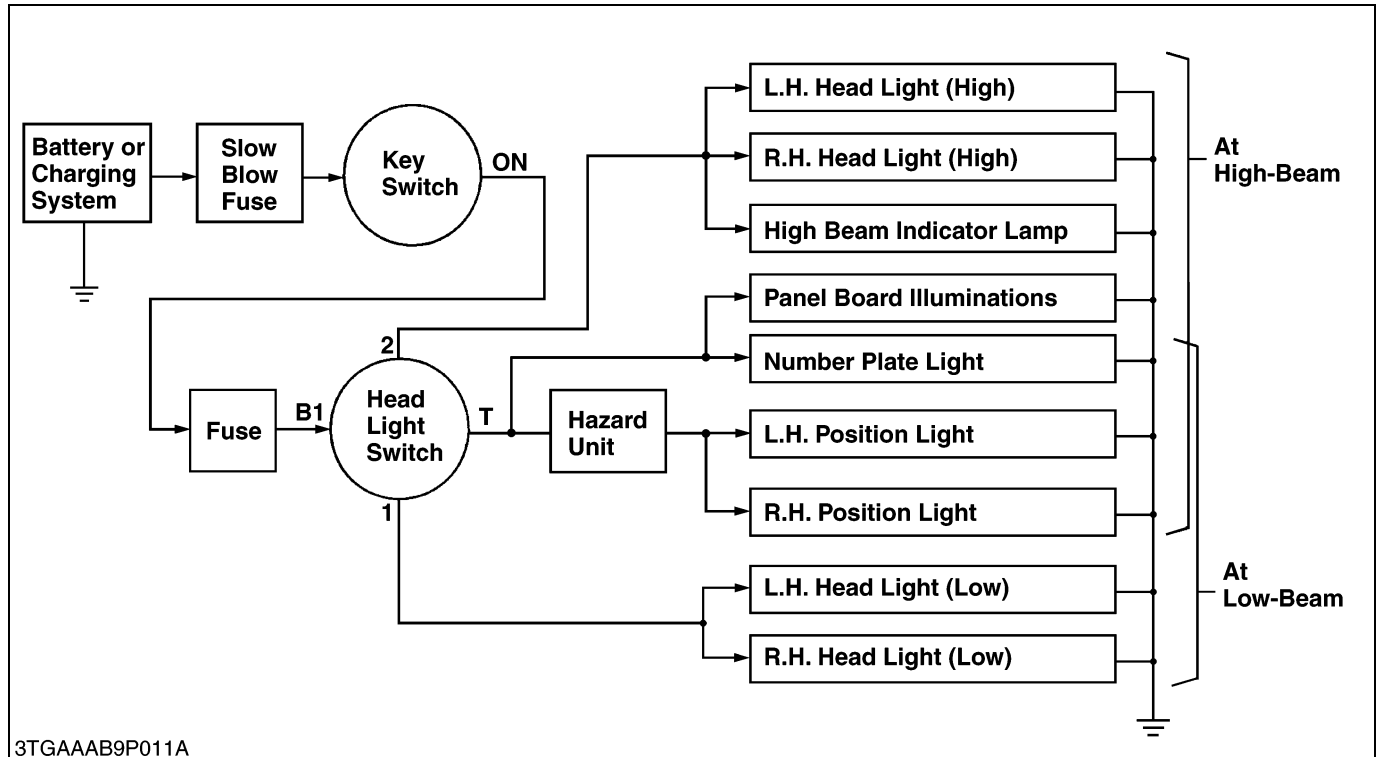 L.H. Head Light (High)
R.H. Head Light (High)
High Beam Indicator Lamp
At
High-Beam
Battery or
Charging
System
Slow
Blow
Fuse
Key
Switch
ON
Panel Board Illuminations
Number Plate Light
2
Fuse
B1
Head
Light
Switch
T
Hazard
Unit
L.H. Position Light
R.H. Position Light
1
L.H. Head Light (Low)
R.H. Head Light (Low)
At
Low-Beam
3TGAAAB9P011A